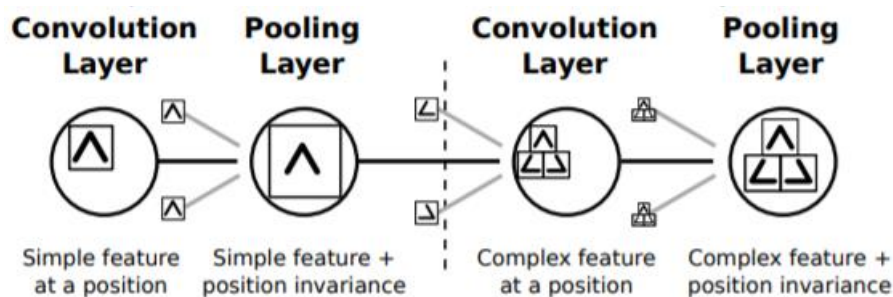 Convolution Layer
Pooling Layer
Convolution Layer
Pooling Layer
Simple feature at a position
Simple feature + position invariance
Complex feature at a position
Complex feature + position invariance